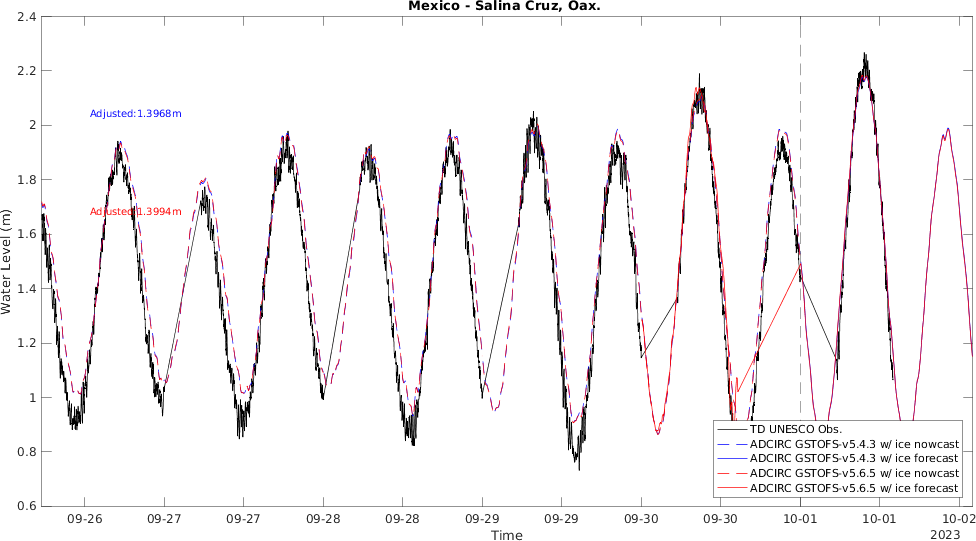 Mexico - Salina Cruz, Oax.
2.4
2.2
2
1.8
1.6
1.4
1.2
1
0.8
0.6
Water Level (m)
Adjusted:1.3968m
Adjusted:1.3994m
TD UNESCO Obs.
ADCIRC GSTOFS-v5.4.3 w/ ice nowcast
ADCIRC GSTOFS-v5.4.3 w/ ice forecast
ADCIRC GSTOFS-v5.6.5 w/ ice nowcast
ADCIRC GSTOFS-v5.6.5 w/ ice forecast
09-26 09-27 09-27 09-28 09-28 09-29 09-29 09-30 09-30 10-01 10-01 10-02
Time
2023